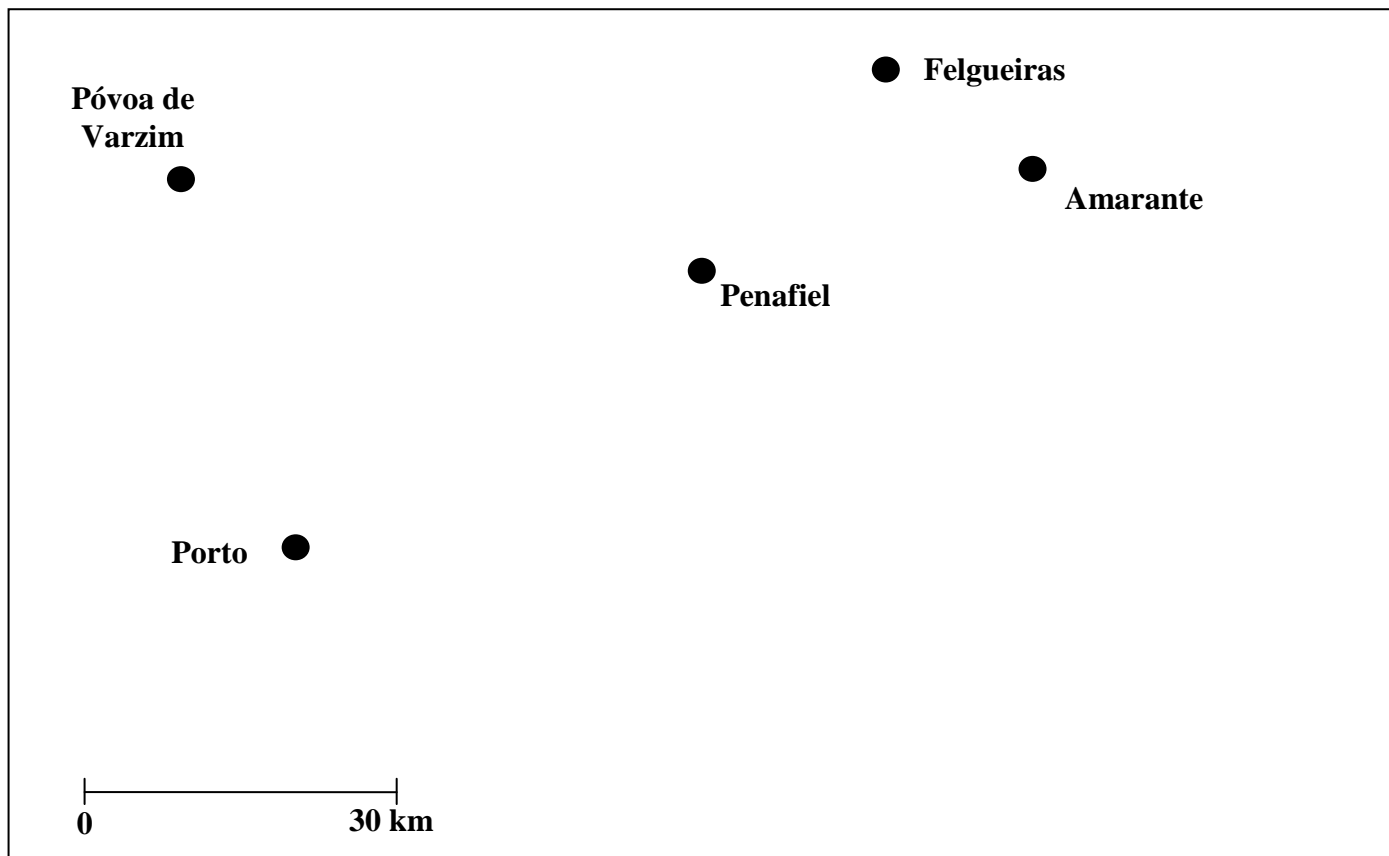 Felgueiras
Póvoa de
Varzim
Amarante
Penafiel
Porto
0
30 km